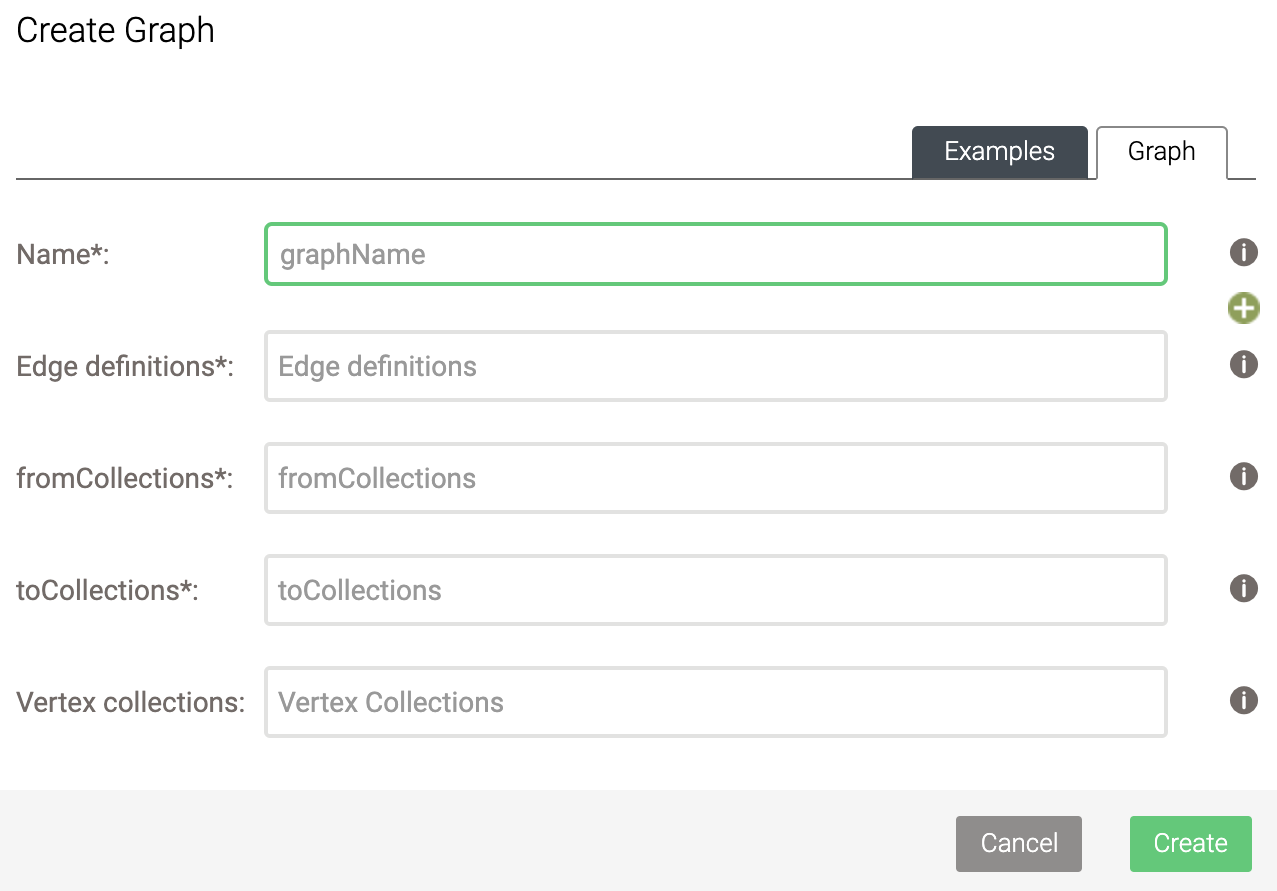 Create Graph
Examples Graph
Name*: graphName
Edge definitions*: Edge definitions
fromCollections*: fromCollections
toCollections*: toCollections
Vertex collections: Vertex Collections
Cancel Create